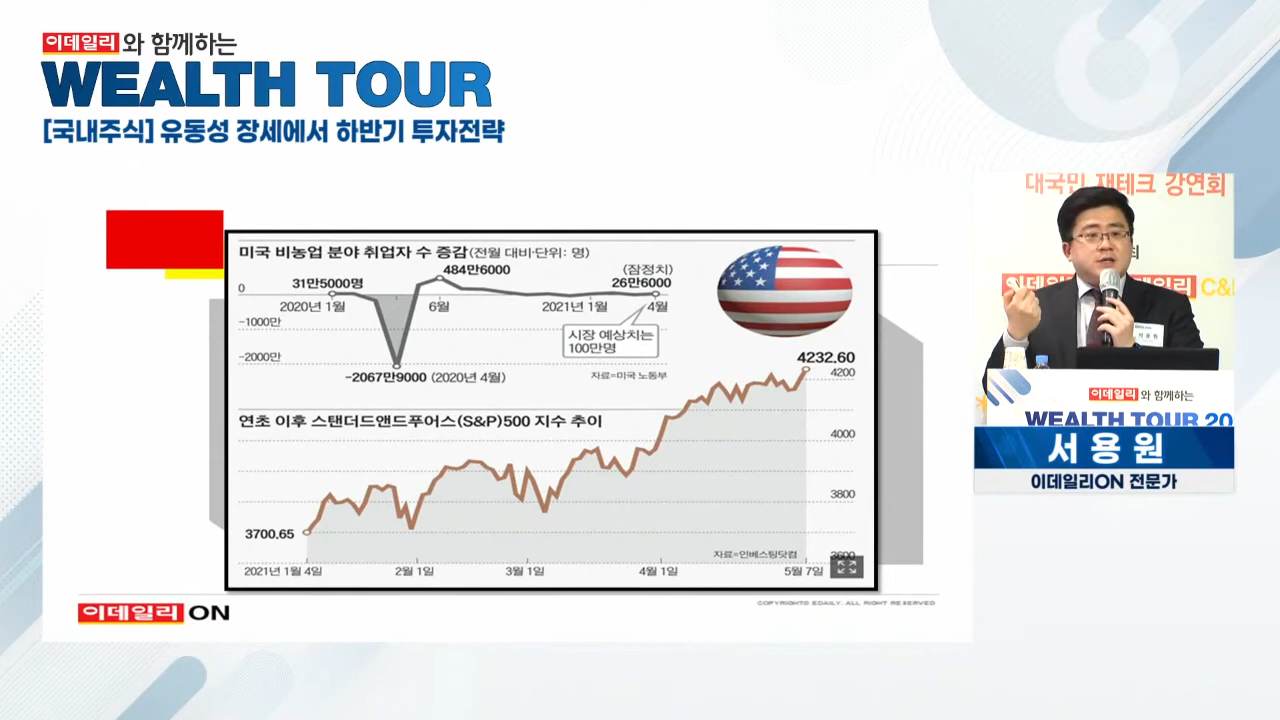 이데일리와 함께하는
WEALTH TOUR
[국내주식] 유동성 장세에서 하반기 투자전략
미국 비농업 분야 취업자 수 증감(전월 대비·단위: 명)
31만5000명
484만6000
(잠정치)
26만6000
0
2020년 1월
6월
2021년 1월
4월
-1000만
시장 예상치는
100만명
-2000만
-2067만9000 (2020년 4월)
자료=미국 노동부
4232.60
4200
연초 이후 스탠더드앤드푸어스(S&P)500 지수 추이
4000
3800
3700.65
자료=인베스팅닷컴
3600
2021년 1월 4일
2월 1일
3월 1일
4월 1일
5월 7일
이데일리 ON
COPYRIGHTS EDAILY. ALL RIGHT RESERVED
대국민 재테크 강연회
C&
서용원
이데일리와 함께하는
WEALTH TOUR 20
서용원
이데일리ON 전문가